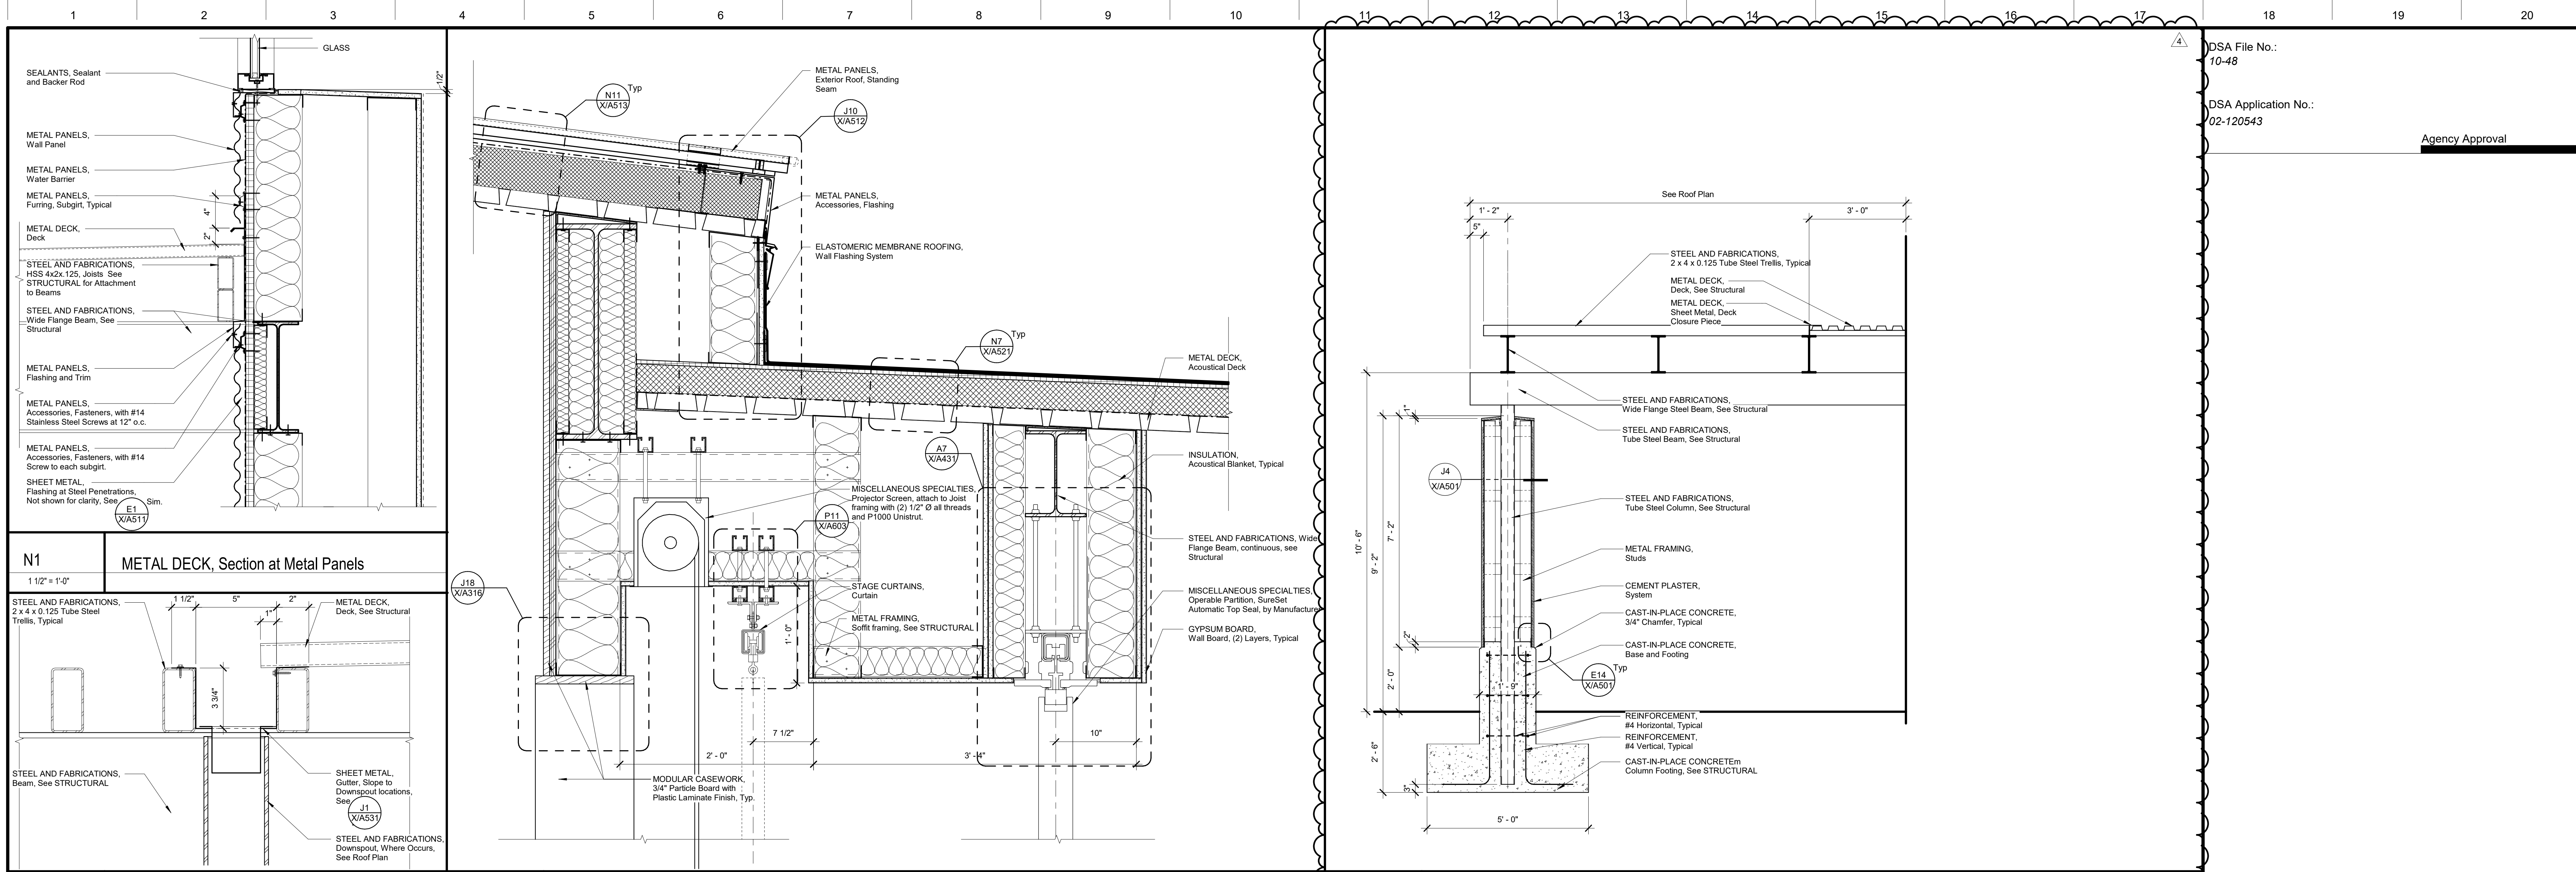 1 2 3 4 5 6 7 8 9 10 11 12 13 14 15 16 17 18 19 20
GLASS
SEALANTS, Sealant
and Backer Rod
1/2"
METAL PANELS,
Wall Panel
METAL PANELS,
Water Barrier
METAL PANELS,
Furring, Subgirt, Typical
4"
2"
METAL DECK,
Deck
STEEL AND FABRICATIONS,
HSS 4x2x.125, Joists See
STRUCTURAL for Attachment
to Beams
STEEL AND FABRICATIONS,
Wide Flange Beam, See
Structural
METAL PANELS,
Flashing and Trim
METAL PANELS,
Accessories, Fasteners, with #14
Stainless Steel Screws at 12" o.c.
METAL PANELS,
Accessories, Fasteners, with #14
Screw to each subgirt.
SHEET METAL,
Flashing at Steel Penetrations,
Not shown for clarity, See
E1
X/A511
Sim.
N1
METAL DECK, Section at Metal Panels
1 1/2" = 1'-0"
STEEL AND FABRICATIONS,
2 x 4 x 0.125 Tube Steel
Trellis, Typical
1 1/2"
5"
2"
1"
METAL DECK,
Deck, See Structural
3 3/4"
STEEL AND FABRICATIONS,
Beam, See STRUCTURAL
SHEET METAL,
Gutter, Slope to
Downspout locations,
See
J1
X/A531
STEEL AND FABRICATIONS,
Downspout, Where Occurs,
See Roof Plan
N11
X/A513
Typ
METAL PANELS,
Exterior Roof, Standing
Seam
J10
X/A512
METAL PANELS,
Accessories, Flashing
ELASTOMERIC MEMBRANE ROOFING,
Wall Flashing System
N7
X/A521
Typ
METAL DECK,
Acoustical Deck
A7
X/A431
INSULATION,
Acoustical Blanket, Typical
MISCELLANEOUS SPECIALTIES,
Projector Screen, attach to Joist
framing with (2) 1/2" Ø all threads
and P1000 Unistrut.
P11
X/A603
STEEL AND FABRICATIONS, Wide
Flange Beam, continuous, see
Structural
J18
X/A316
STAGE CURTAINS,
Curtain
MISCELLANEOUS SPECIALTIES,
Operable Partition, SureSet
Automatic Top Seal, by Manufacture
METAL FRAMING,
Soffit framing, See STRUCTURAL
1' - 0"
GYPSUM BOARD,
Wall Board, (2) Layers, Typical
7 1/2"
10"
2' - 0"
3' - 4"
MODULAR CASEWORK,
3/4" Particle Board with
Plastic Laminate Finish, Typ.
4
See Roof Plan
1' - 2"
3' - 0"
5"
STEEL AND FABRICATIONS,
2 x 4 x 0.125 Tube Steel Trellis, Typical
METAL DECK,
Deck, See Structural
METAL DECK,
Sheet Metal, Deck
Closure Piece
STEEL AND FABRICATIONS,
Wide Flange Steel Beam, See Structural
1"
STEEL AND FABRICATIONS,
Tube Steel Beam, See Structural
J4
X/A501
STEEL AND FABRICATIONS,
Tube Steel Column, See Structural
10' - 6"
9' - 2"
7' - 2"
METAL FRAMING,
Studs
CEMENT PLASTER,
System
CAST-IN-PLACE CONCRETE,
3/4" Chamfer, Typical
2"
CAST-IN-PLACE CONCRETE,
Base and Footing
E14
X/A501
Typ
2' - 0"
1' - 9"
REINFORCEMENT,
#4 Horizontal, Typical
REINFORCEMENT,
#4 Vertical, Typical
2' - 6"
CAST-IN-PLACE CONCRETEm
Column Footing, See STRUCTURAL
3"
5' - 0"
DSA File No.:
10-48
DSA Application No.:
02-120543
Agency Approval